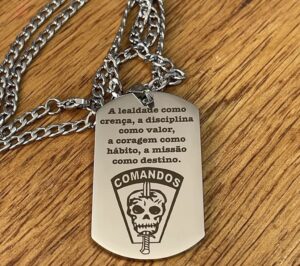 A lealdade como
crença, a disciplina
como valor,
a coragem como
hábito, a missão
como destino.
COMANDOS